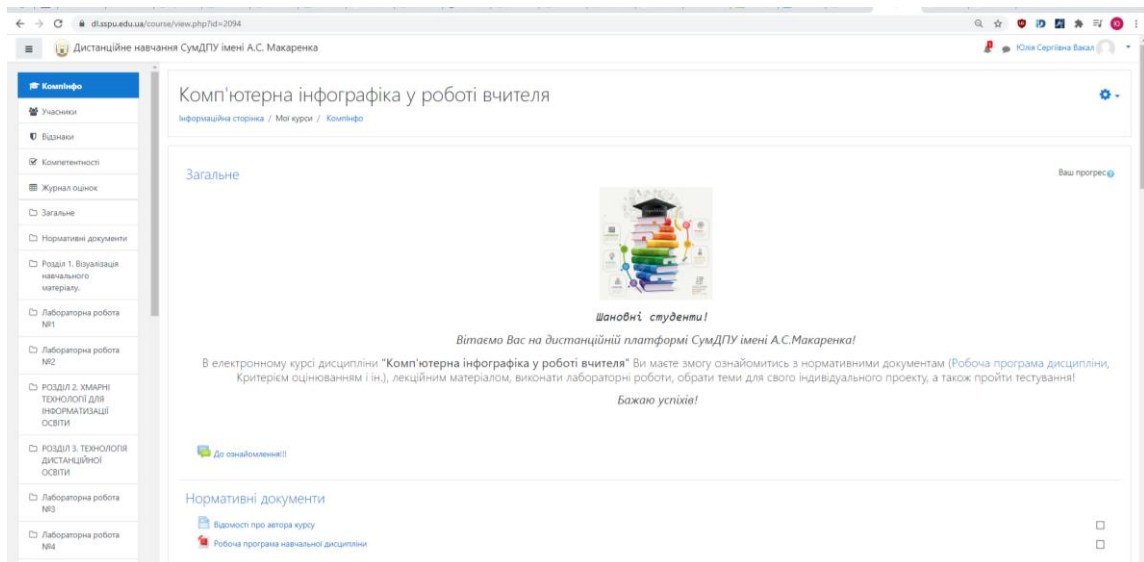 dl.sspu.edu.ua/course/view.php?id=2094
Дистанційне навчання СумДПУ імені А.С. Макаренка
Юлія Сергіївна Вакал
КомпІнфо
Учасники
Відзнаки
Компетентності
Журнал оцінок
Загальне
Нормативні документи
Розділ 1. Візуалізація
навчального
матеріалу.
Лабораторна робота
№1
Лабораторна робота
№2
РОЗДІЛ 2. ХМАРНІ
ТЕХНОЛОГІЇ ДЛЯ
ІНФОРМАТИЗАЦІЇ
ОСВІТИ
РОЗДІЛ 3. ТЕХНОЛОГІЯ
ДИСТАНЦІЙНОЇ
ОСВІТИ
Лабораторна робота
№3
Лабораторна робота
№4
Комп'ютерна інфографіка у роботі вчителя
Інформаційна сторінка / Мої курси / КомпІнфо
Загальне
Ваш прогрес
Шановні студенти!
Вітаємо Вас на дистанційній платформі СумДПУ імені А.С.Макаренка!
В електронному курсі дисципліни "Комп'ютерна інфографіка у роботі вчителя" Ви маєте змогу ознайомитись з нормативними документам (Робоча програма дисципліни,
Критерієм оцінюванням і ін.), лекційним матеріалом, виконати лабораторні роботи, обрати теми для свого індивідуального проекту, а також пройти тестування!
Бажаю успіхів!
До ознайомлення!!!
Нормативні документи
Відомості про автора курсу
Робоча програма навчальної дисципліни